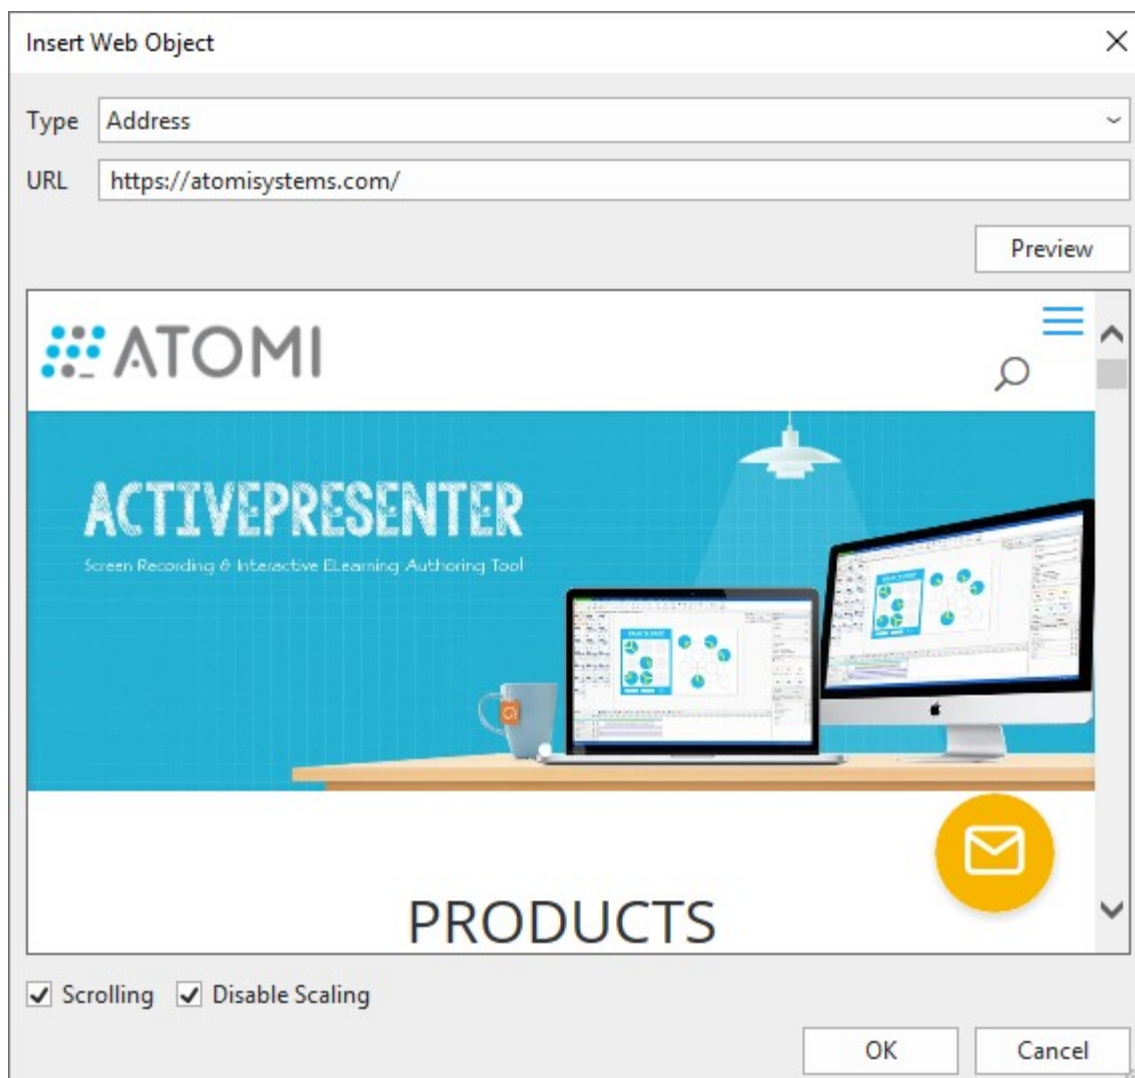 Insert Web Object
Type Address
URL https://atomisystems.com/
Preview
ATOMI
ACTIVEPRESENTER
Screen Recording & Interactive ELearning Authoring Tool
PRODUCTS
Scrolling Disable Scaling
OK Cancel